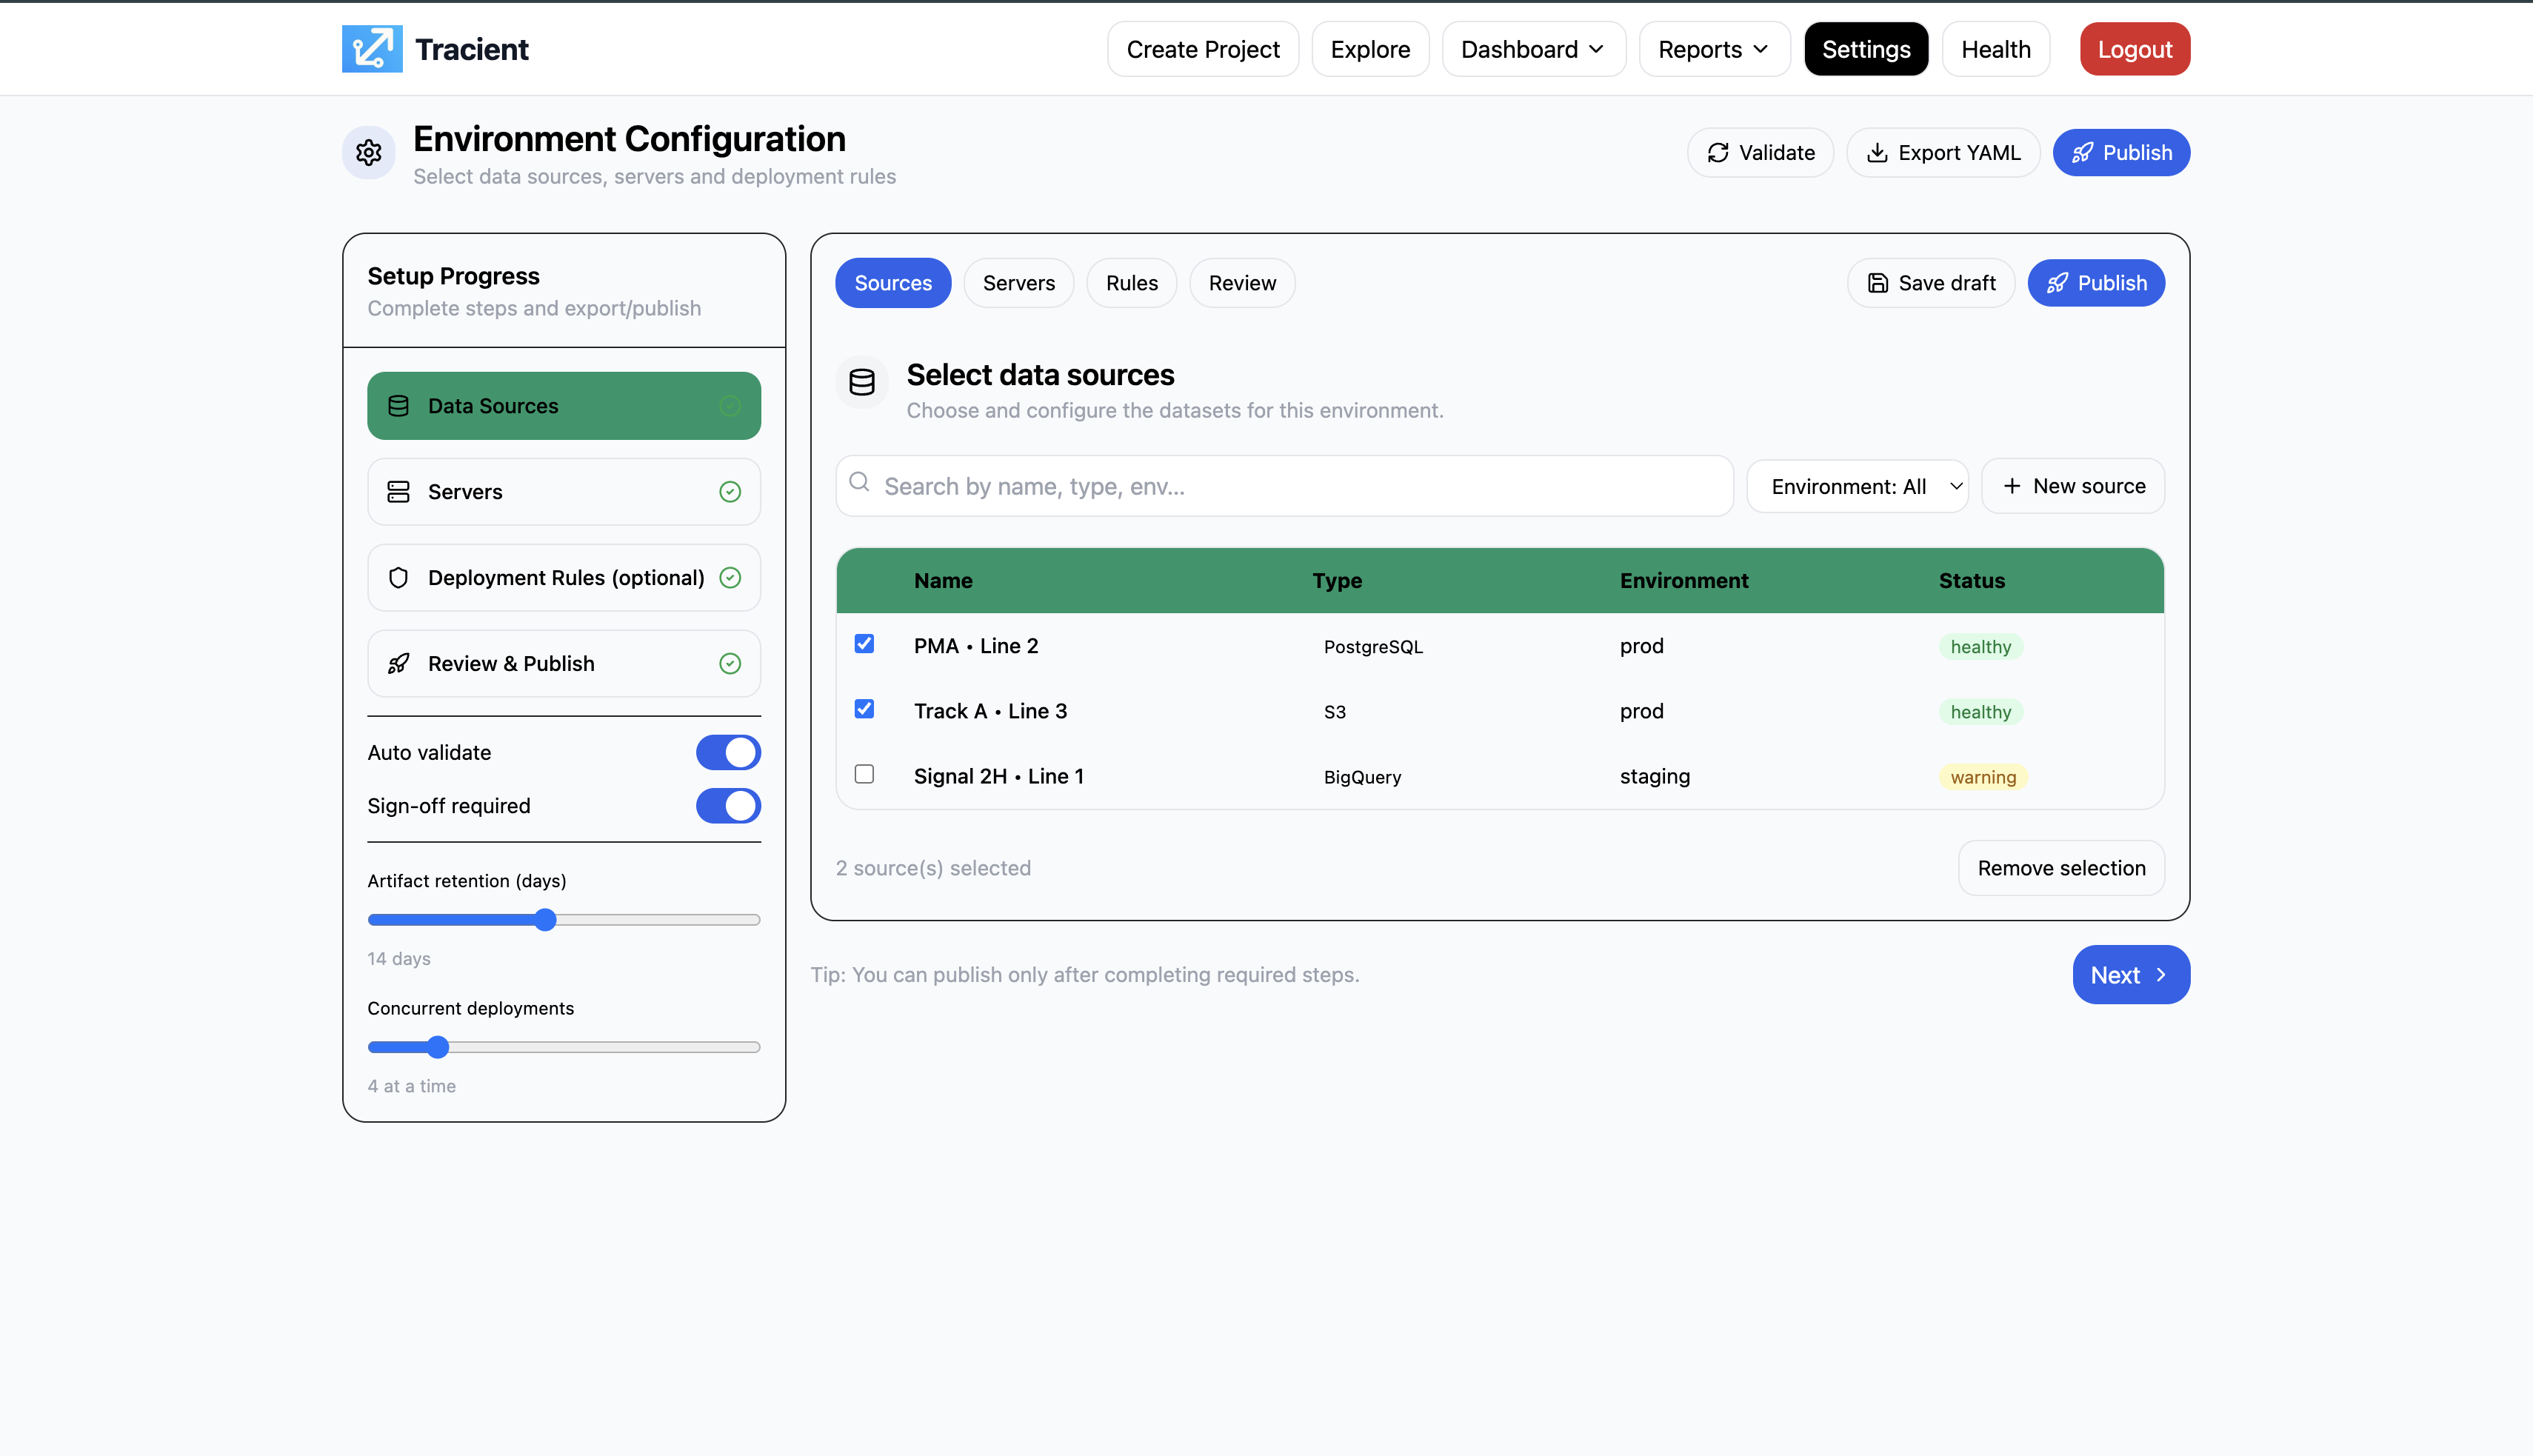 Tracient
Create Project
Explore
Dashboard
Reports
Settings
Health
Logout
Environment Configuration
Select data sources, servers and deployment rules
Validate
Export YAML
Publish
Setup Progress
Complete steps and export/publish
Data Sources
Servers
Deployment Rules (optional)
Review & Publish
Auto validate
Sign-off required
Artifact retention (days)
14 days
Concurrent deployments
4 at a time
Sources
Servers
Rules
Review
Save draft
Publish
Select data sources
Choose and configure the datasets for this environment.
Search by name, type, env...
Environment: All
New source
Name Type Environment Status
PMA • Line 2 PostgreSQL prod healthy
Track A • Line 3 S3 prod healthy
Signal 2H • Line 1 BigQuery staging warning
2 source(s) selected
Remove selection
Tip: You can publish only after completing required steps.
Next